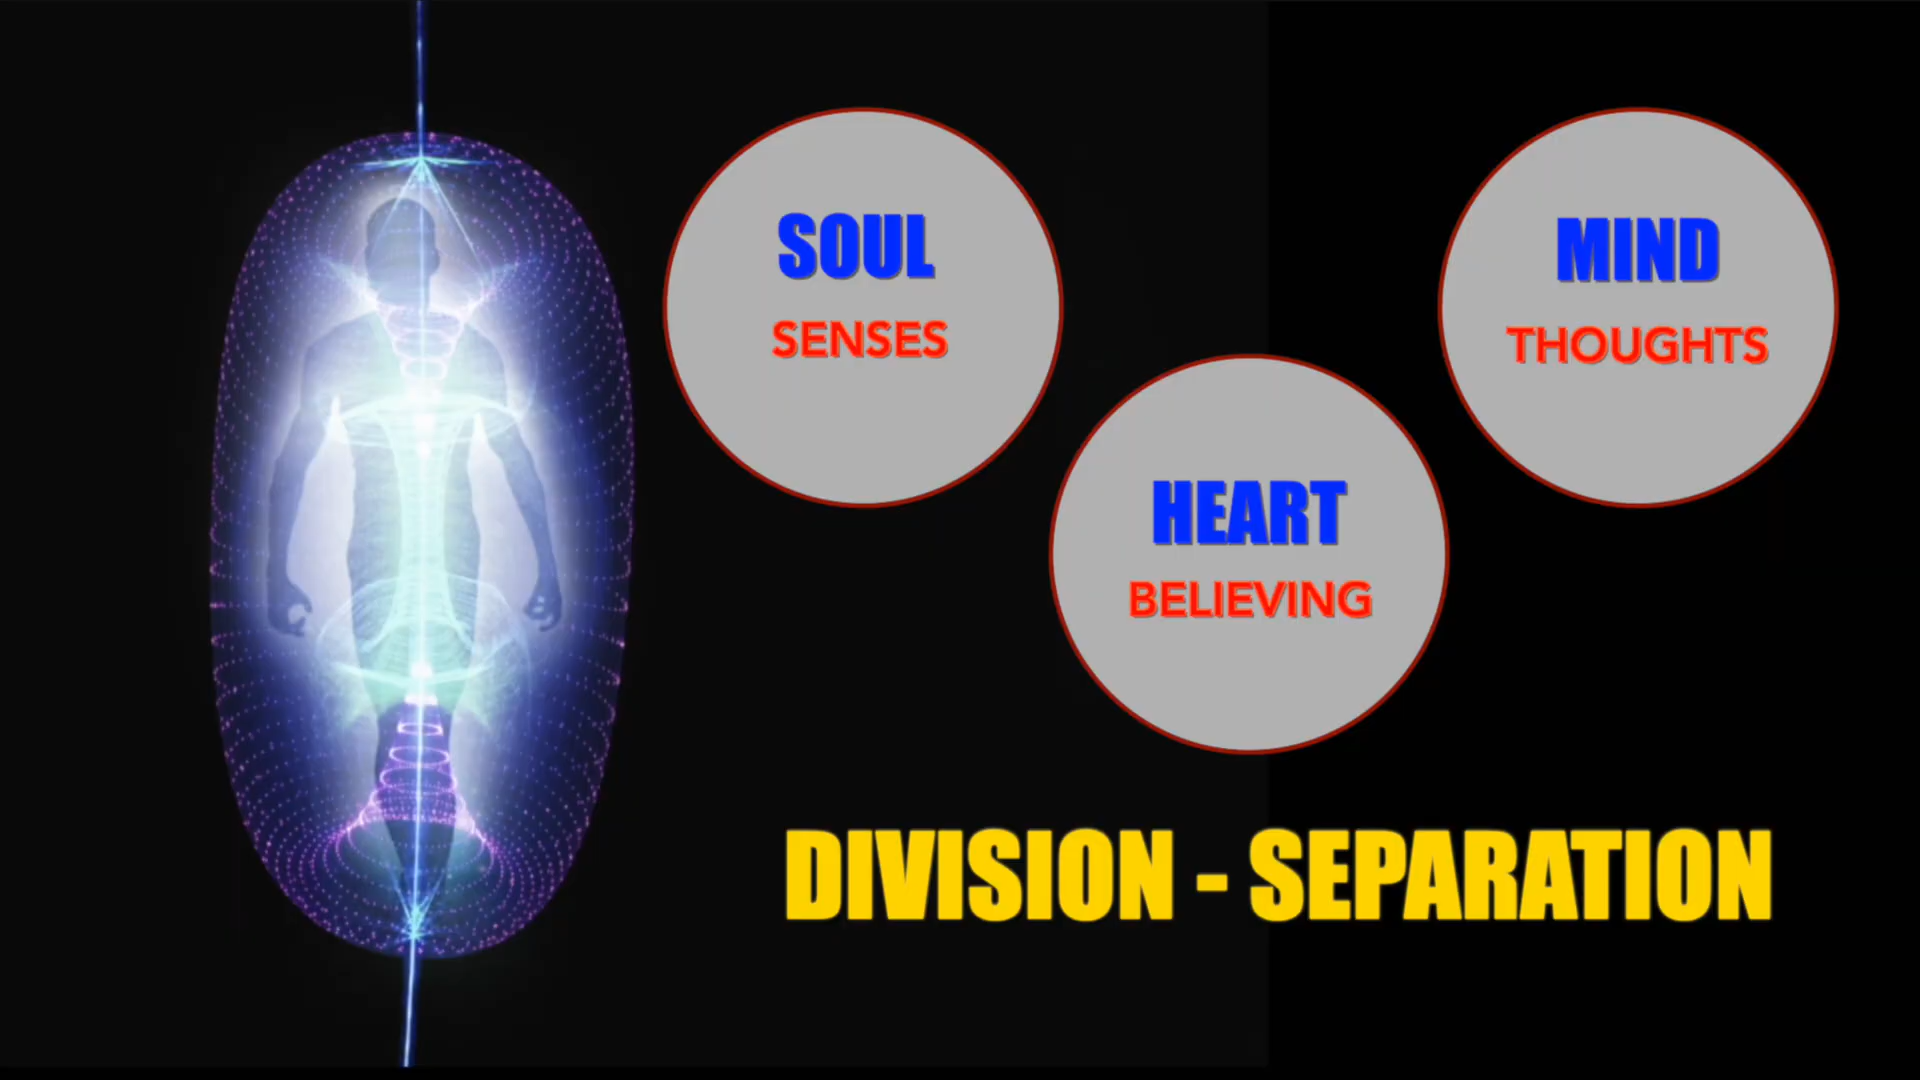 SOUL
SENSES
MIND
THOUGHTS
HEART
BELIEVING
DIVISION - SEPARATION